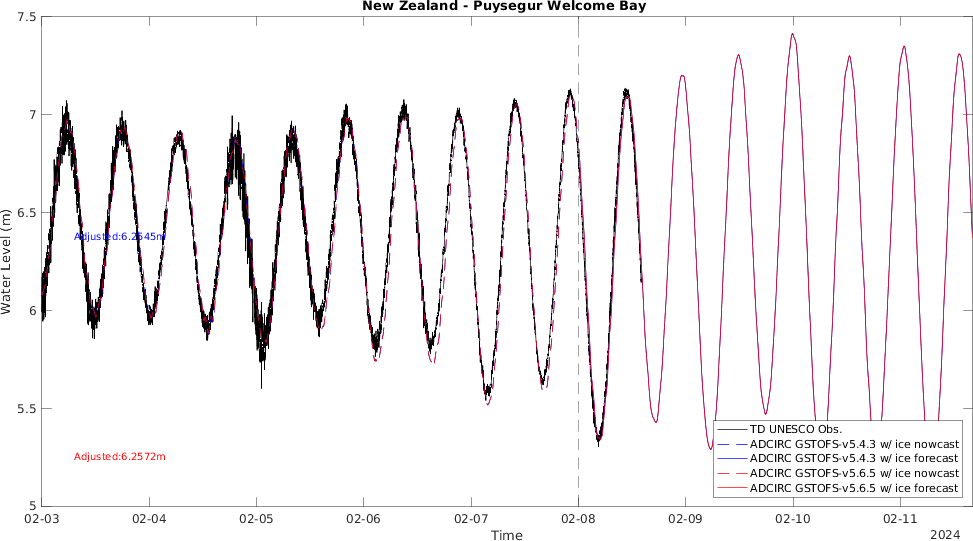 New Zealand - Puysegur Welcome Bay
7.5
7
6.5
6
5.5
5
Water Level (m)
Adjusted:6.2545m
Adjusted:6.2572m
TD UNESCO Obs.
ADCIRC GSTOFS-v5.4.3 w/ ice nowcast
ADCIRC GSTOFS-v5.4.3 w/ ice forecast
ADCIRC GSTOFS-v5.6.5 w/ ice nowcast
ADCIRC GSTOFS-v5.6.5 w/ ice forecast
02-03 02-04 02-05 02-06 02-07 02-08 02-09 02-10 02-11
Time
2024